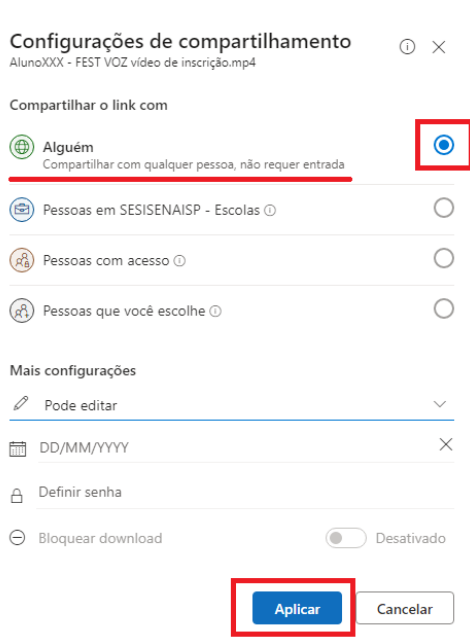 Configurações de compartilhamento
AlunoXXX - FEST VOZ vídeo de inscrição.mp4
Compartilhar o link com
Alguém
Compartilhar com qualquer pessoa, não requer entrada
Pessoas em SESISENAISP - Escolas
Pessoas com acesso
Pessoas que você escolhe
Mais configurações
Pode editar
DD/MM/YYYY
Definir senha
Bloquear download
Desativado
Aplicar
Cancelar